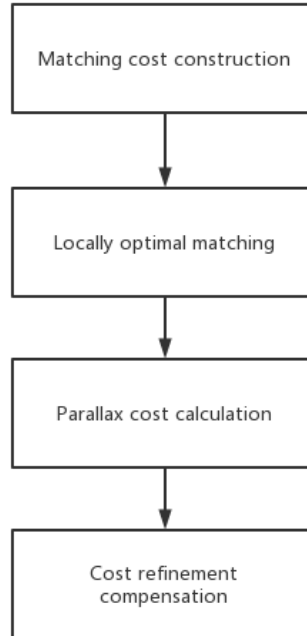 Matching cost construction
Locally optimal matching
Parallax cost calculation
Cost refinement
compensation